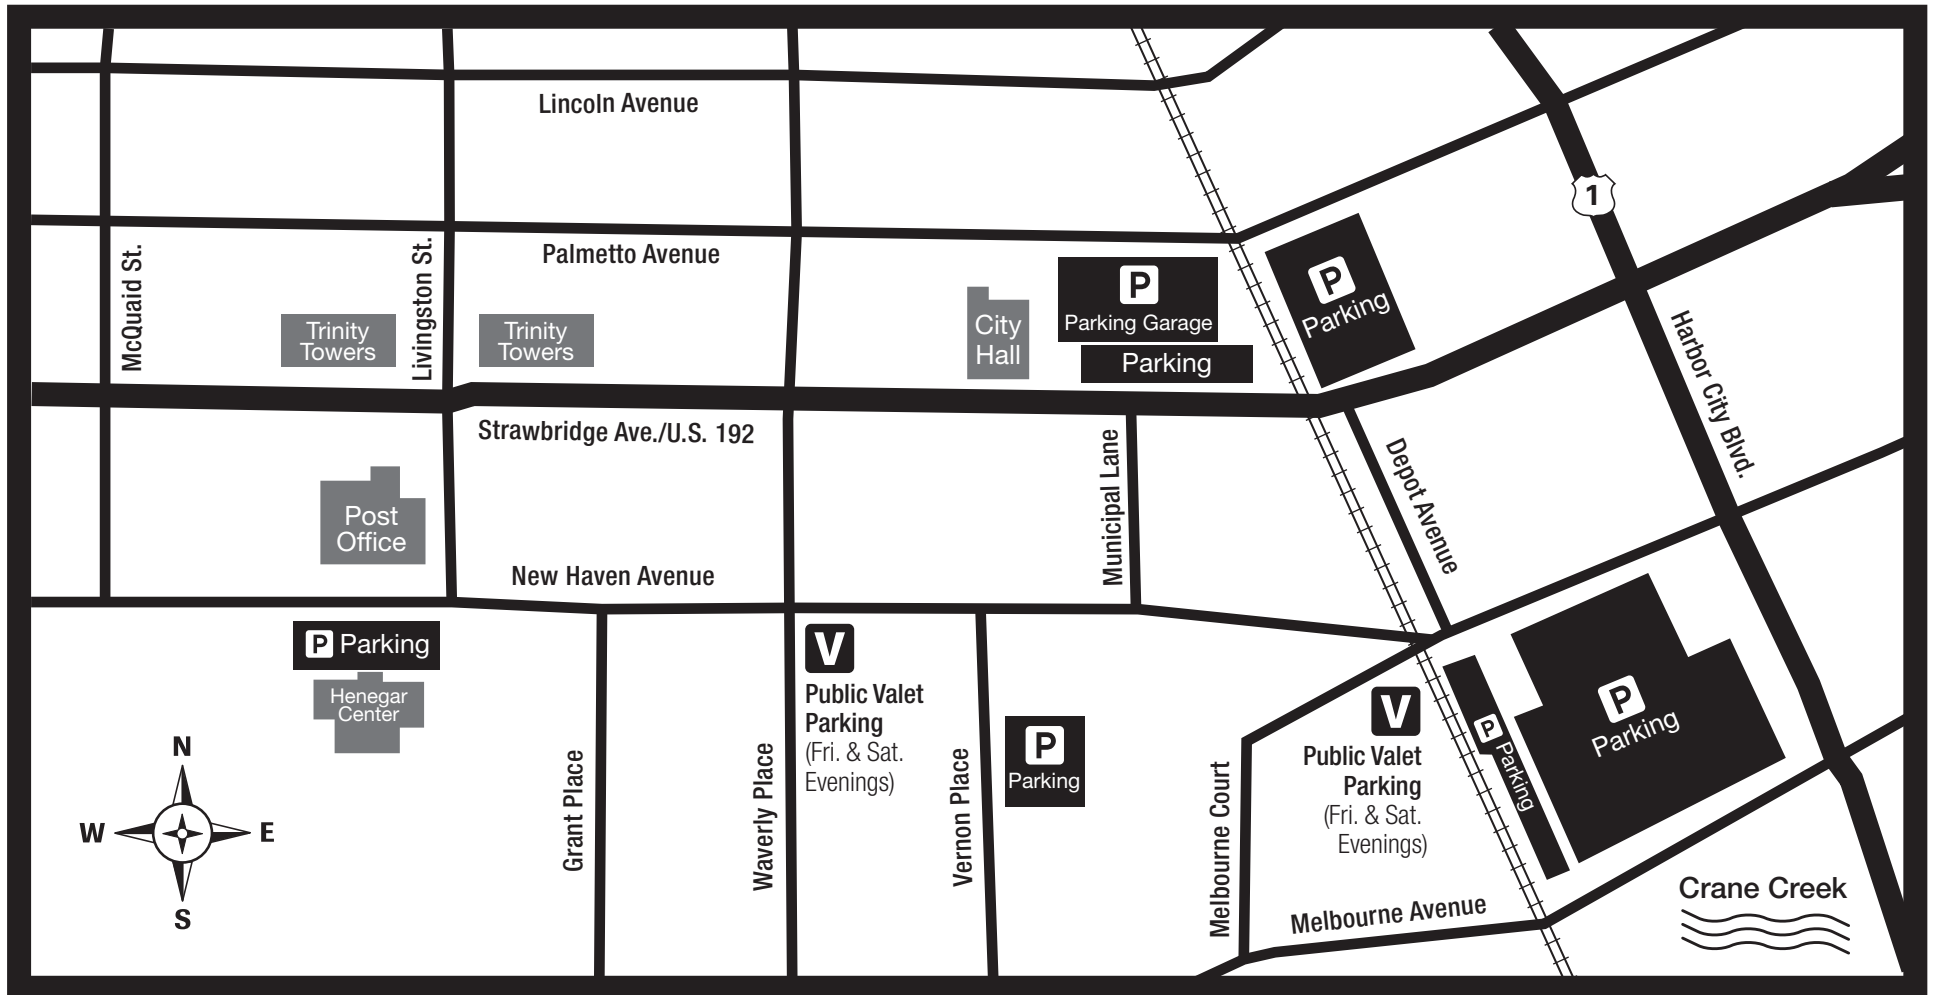 Lincoln Avenue
1
Palmetto Avenue
McQuaid St.
Livingston St.
Trinity
Towers
Trinity
Towers
City
Hall
P
Parking Garage
Parking
P
Parking
Harbor City Blvd.
Strawbridge Ave./U.S. 192
Municipal Lane
Depot Avenue
Post
Office
New Haven Avenue
P Parking
Henegar
Center
V
Public Valet
Parking
(Fri. & Sat.
Evenings)
P
Parking
V
Public Valet
Parking
(Fri. & Sat.
Evenings)
P Parking
P
Parking
Grant Place
Waverly Place
Vernon Place
Melbourne Court
Melbourne Avenue
Crane Creek
N
W
E
S